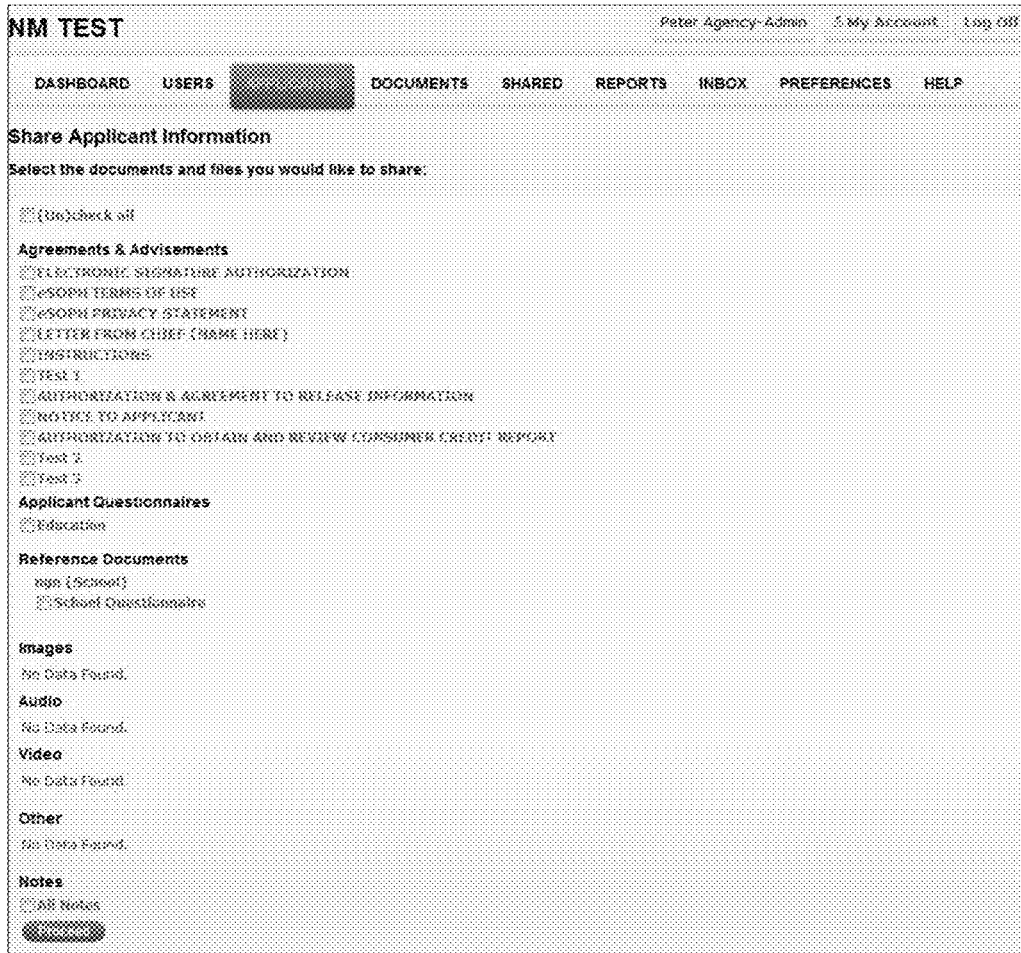 NM TEST
Peter Agency-Admin My Account Log Off
DASHBOARD USERS DOCUMENTS SHARED REPORTS INBOX PREFERENCES HELP
Share Applicant Information
Select the documents and files you would like to share:
(Un)check all
Agreements & Advisements
ELECTRONIC SIGNATURE AUTHORIZATION
eSOPH TERMS OF USE
eSOPH PRIVACY STATEMENT
LETTER FROM CHIEF (NAME HERE)
INSTRUCTIONS
Test 1
AUTHORIZATION & AGREEMENT TO RELEASE INFORMATION
NOTICE TO APPLICANT
AUTHORIZATION TO OBTAIN AND REVIEW CONSUMER CREDIT REPORT
Test 2
Test
Applicant Questionnaires
Education
Reference Documents
(School)
School Questionnaire
Images
No Data Found.
Audio
No Data Found.
Video
No Data Found.
Other
No Data Found.
Notes
All Notes